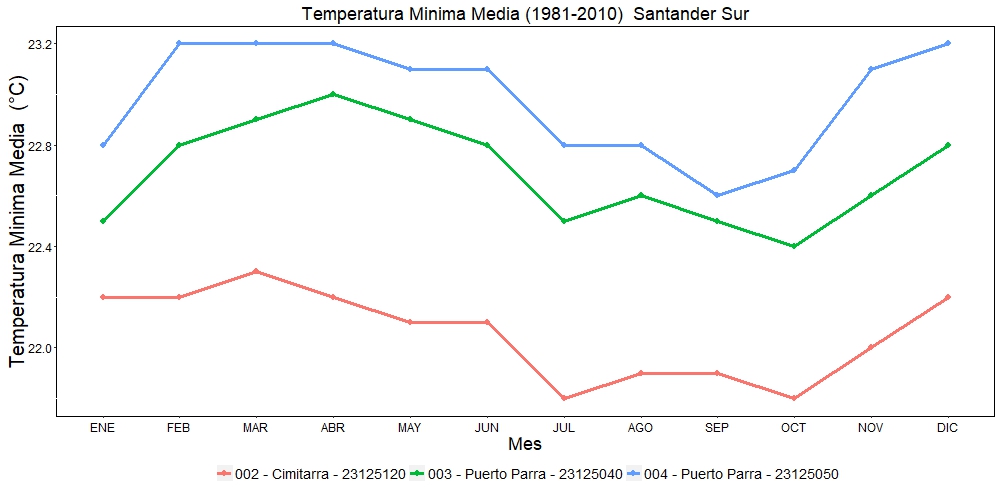 Temperatura Minima Media (1981-2010)  Santander Sur
Temperatura Minima Media  (°C)
23.2
22.8
22.4
22.0
ENE FEB MAR ABR MAY JUN JUL AGO SEP OCT NOV DIC
Mes
002 - Cimitarra - 23125120 003 - Puerto Parra - 23125040 004 - Puerto Parra - 23125050